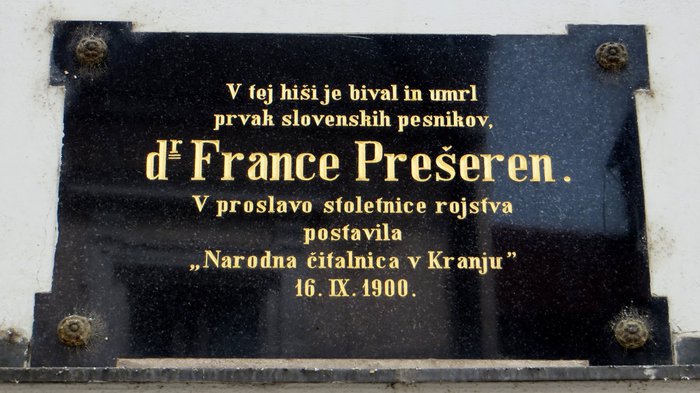 V tej hiši je bival in umrl
prvak slovenskih pesnikov,
dr France Prešeren.
V proslavo stoletnice rojstva
postavila
„Narodna čitalnica v Kranju”
16. IX. 1900.